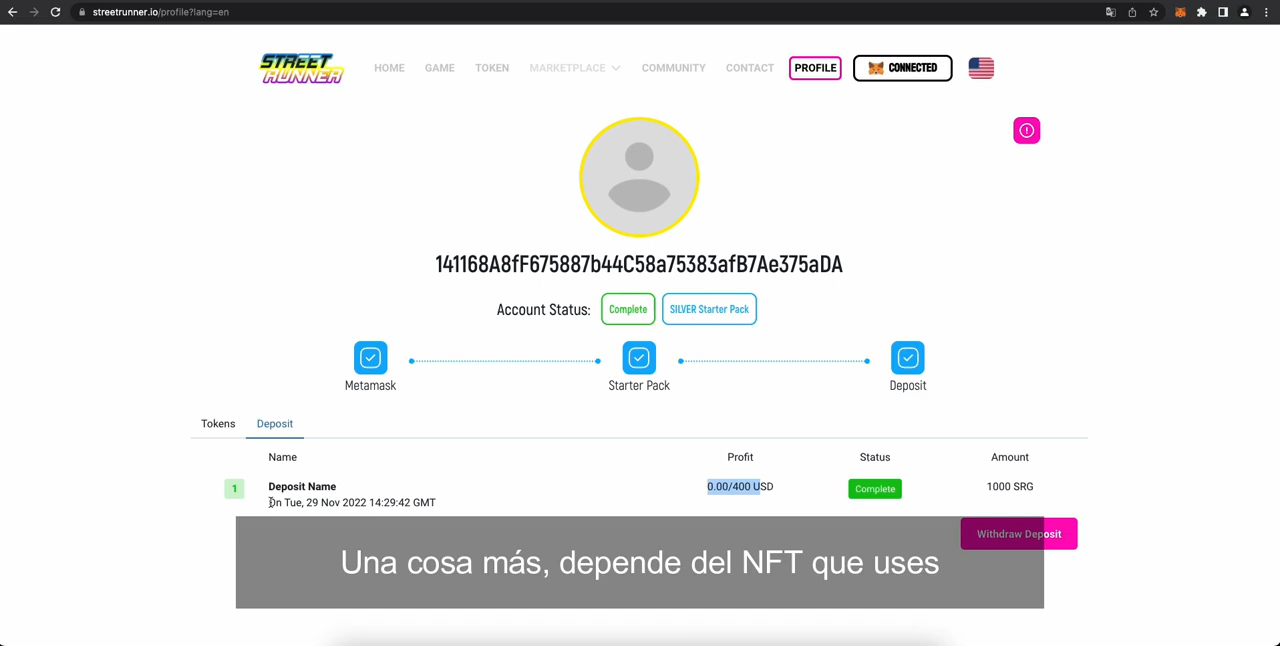 streetrunner.io/profile?lang=en
STREET
RUNNER
HOME
GAME
TOKEN
MARKETPLACE
COMMUNITY
CONTACT
PROFILE
CONNECTED
141168A8fF675887b44C58a75383afB7Ae375aDA
Account Status:
Complete
SILVER Starter Pack
Metamask
Starter Pack
Deposit
Tokens
Deposit
Name
Profit
Status
Amount
1
Deposit Name
0.00/400 USD
Complete
1000 SRG
On Tue, 29 Nov 2022 14:29:42 GMT
Withdraw Deposit
Una cosa más, depende del NFT que uses